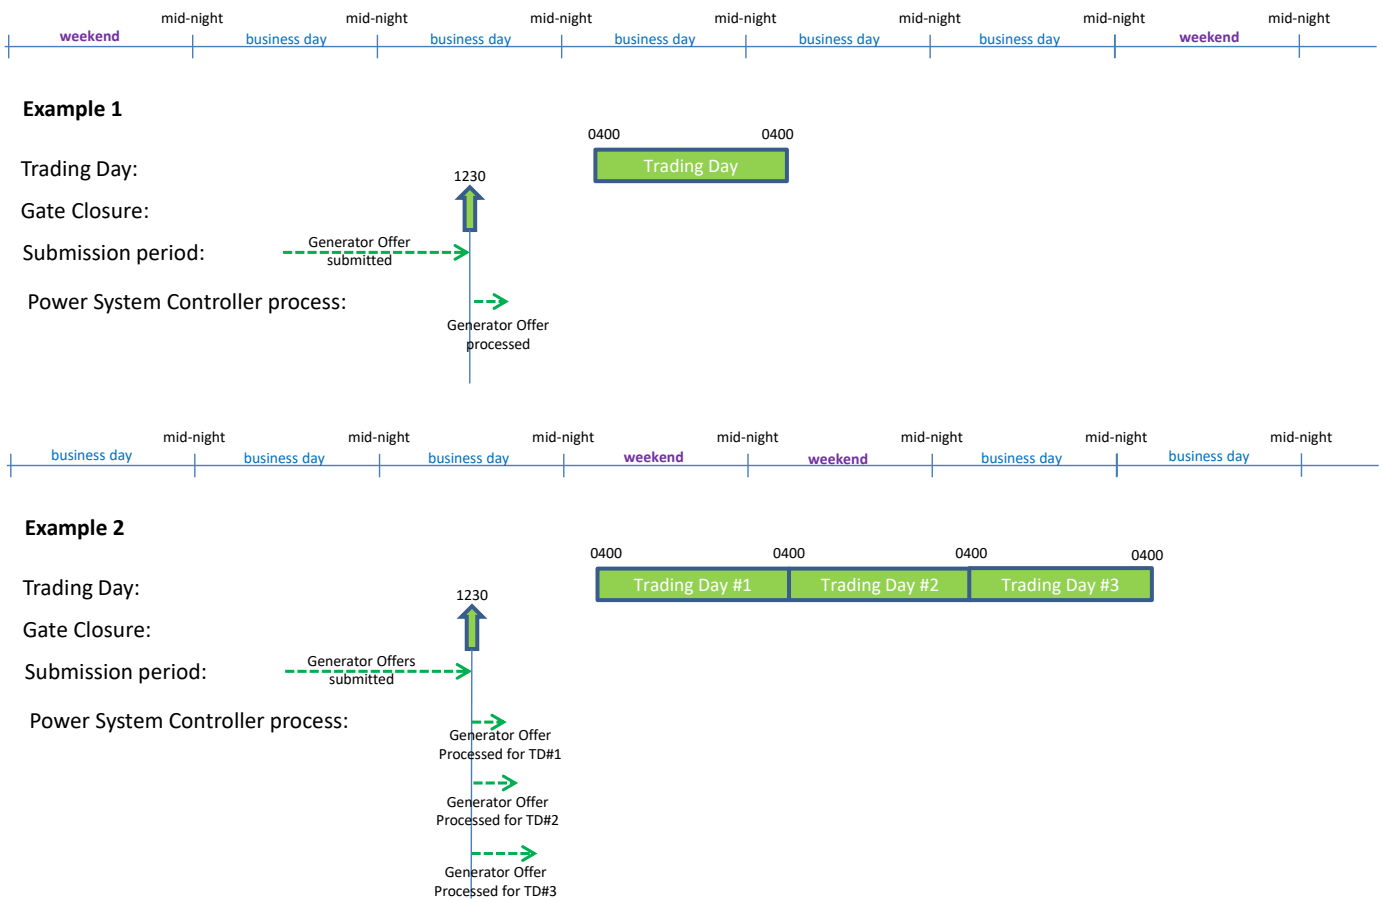 mid-night mid-night mid-night mid-night mid-night mid-night mid-night
weekend business day business day business day business day business day weekend
Example 1
0400 0400
Trading Day: Trading Day
1230
Gate Closure:
Submission period: Generator Offer
submitted
Power System Controller process:
Generator Offer
processed
mid-night mid-night mid-night mid-night mid-night mid-night mid-night
business day business day business day weekend weekend business day business day
Example 2
0400 0400 0400 0400
Trading Day: Trading Day #1 Trading Day #2 Trading Day #3
1230
Gate Closure:
Submission period: Generator Offers
submitted
Power System Controller process:
Generator Offer
Processed for TD#1
Generator Offer
Processed for TD#2
Generator Offer
Processed for TD#3